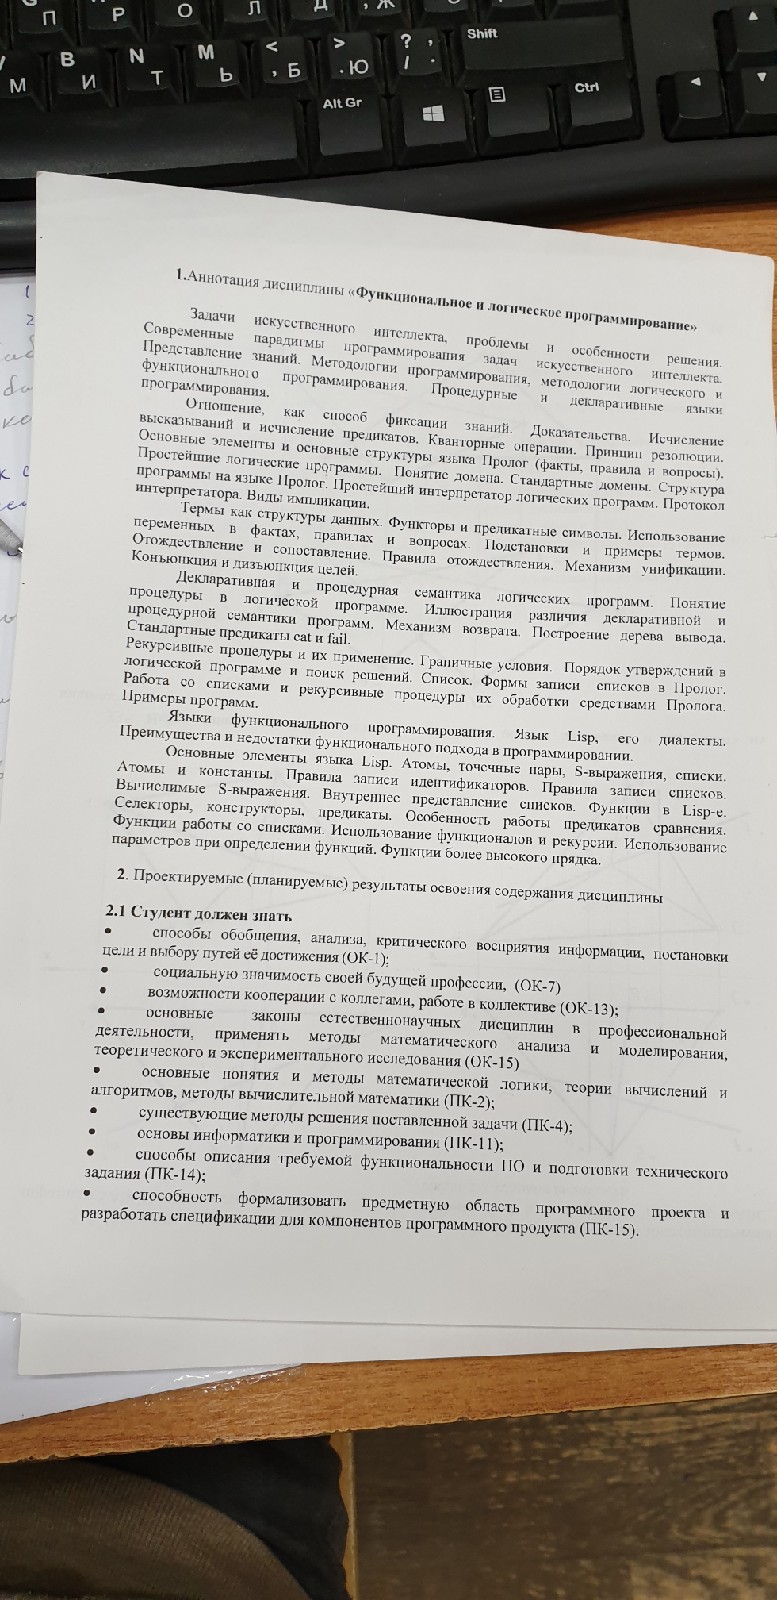 П Р О Л Д , Ж
М B И N Т M Ь < , Б > . Ю ? , / . Shift
Alt Gr Ctrl
1.Аннотация дисциплины «Функциональное и логическое программирование»
Задачи искусственного интеллекта, проблемы и особенности решения.
Современные парадигмы программирования задач искусственного интеллекта.
Представление знаний. Методологии программирования, методологии логического и
функционального программирования. Процедурные и декларативные языки
программирования.
Отношение, как способ фиксации знаний. Доказательства. Исчисление
высказываний и исчисление предикатов. Кванторные операции. Принцип резолюции.
Основные элементы и основные структуры языка Пролог (факты, правила и вопросы).
Простейшие логические программы. Понятие домена. Стандартные домены. Структура
программы на языке Пролог. Простейший интерпретатор логических программ. Протокол
интерпретатора. Виды импликации.
Термы как структуры данных. Функторы и предикатные символы. Использование
переменных в фактах, правилах и вопросах. Подстановки и примеры термов.
Отождествление и сопоставление. Правила отождествления. Механизм унификации.
Конъюнкция и дизъюнкция целей.
Декларативная и процедурная семантика логических программ. Понятие
процедуры в логической программе. Иллюстрация различия декларативной и
процедурной семантики программ. Механизм возврата. Построение дерева вывода.
Стандартные предикаты cut и fail.
Рекурсивные процедуры и их применение. Граничные условия. Порядок утверждений в
логической программе и поиск решений. Список. Формы записи списков в Пролог.
Работа со списками и рекурсивные процедуры их обработки средствами Пролога.
Примеры программ.
Языки функционального программирования. Язык Lisp, его диалекты.
Преимущества и недостатки функционального подхода в программировании.
Основные элементы языка Lisp. Атомы, точечные пары, S-выражения, списки.
Атомы и константы. Правила записи идентификаторов. Правила записи списков.
Вычислимые S-выражения. Внутреннее представление списков. Функции в Lisp-е.
Селекторы, конструкторы, предикаты. Особенность работы предикатов сравнения.
Функции работы со списками. Использование функционалов и рекурсии. Использование
параметров при определении функций. Функции более высокого прядка.
2. Проектируемые (планируемые) результаты освоения содержания дисциплины
2.1 Студент должен знать
• способы обобщения, анализа, критического восприятия информации, постановки
цели и выбору путей её достижения (ОК-1);
• социальную значимость своей будущей профессии, (ОК-7)
• возможности кооперации с коллегами, работе в коллективе (ОК-13);
• основные законы естественнонаучных дисциплин в профессиональной
деятельности, применять методы математического анализа и моделирования,
теоретического и экспериментального исследования (ОК-15)
• основные понятия и методы математической логики, теории вычислений и
алгоритмов, методы вычислительной математики (ПК-2);
• существующие методы решения поставленной задачи (ПК-4);
• основы информатики и программирования (ПК-11);
• способы описания требуемой функциональности ПО и подготовки технического
задания (ПК-14);
• способность формализовать предметную область программного проекта и
разработать спецификации для компонентов программного продукта (ПК-15).